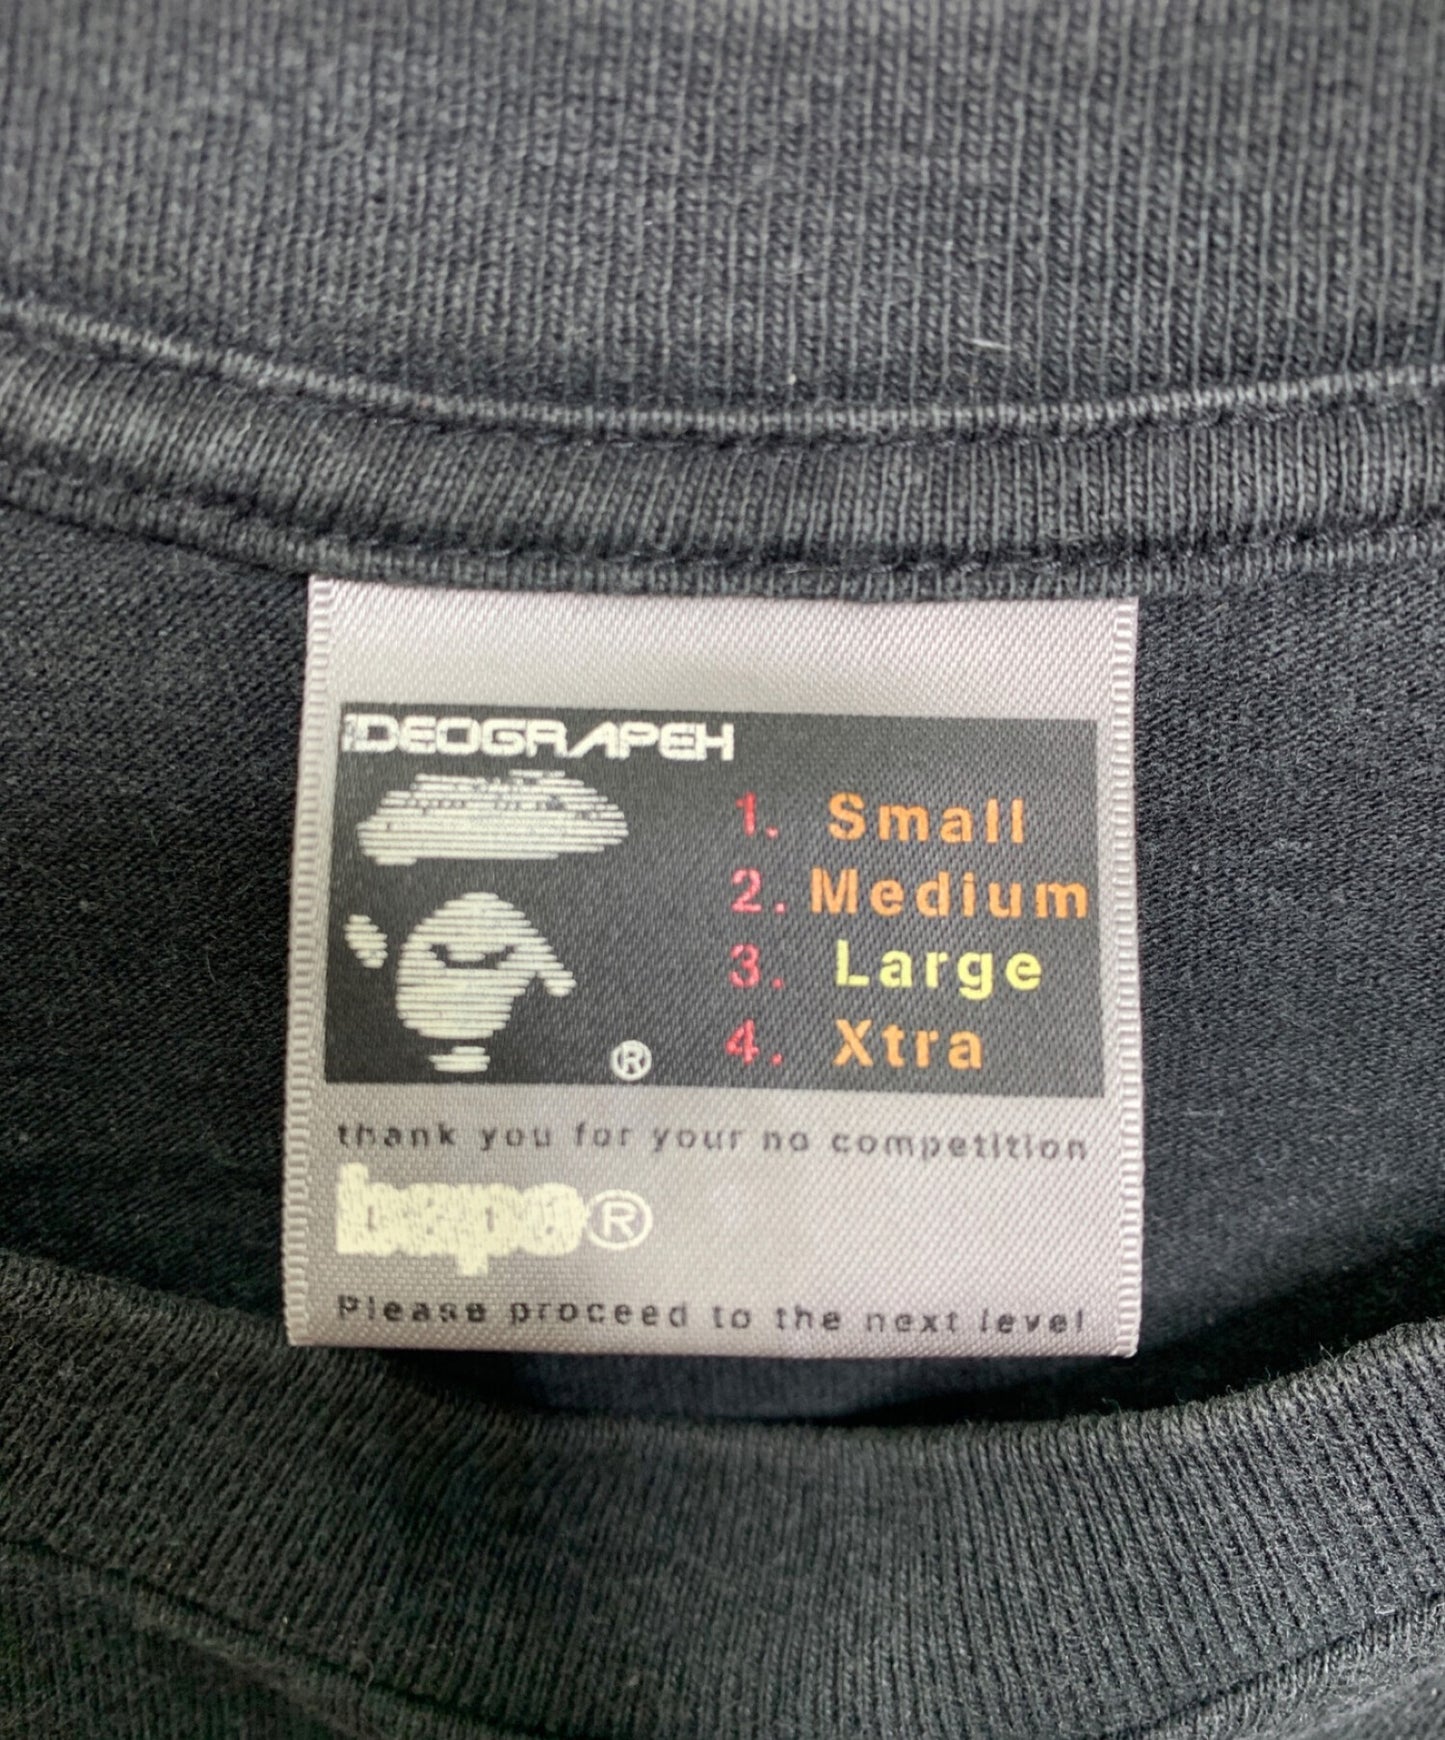 IDEOGRAPEH
1. Small
2. Medium
3. Large
4. Xtra
®
thank you for your no competition
bape®
Please proceed to the next level